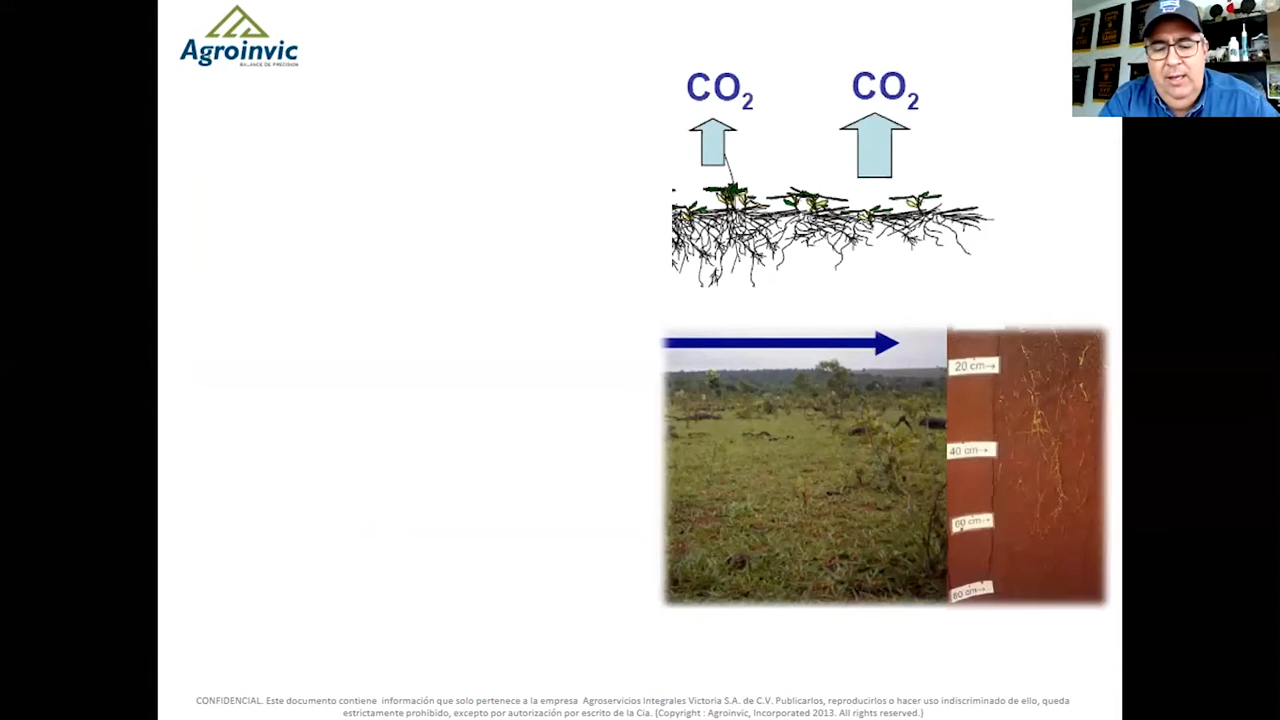 Agroinvic
BALANCE DE PRECISIÓN
CO2 CO2
20 cm→
40 cm→
60 cm→
80 cm→
CONFIDENCIAL. Este documento contiene información que solo pertenece a la empresa Agroservicios Integrales Victoria S.A. de C.V. Publicarlos, reproducirlos o hacer uso indiscriminado de ello, queda
estrictamente prohibido, excepto por autorización por escrito de la Cia. (Copyright : Agroinvic, Incorporated 2013. All rights reserved.)